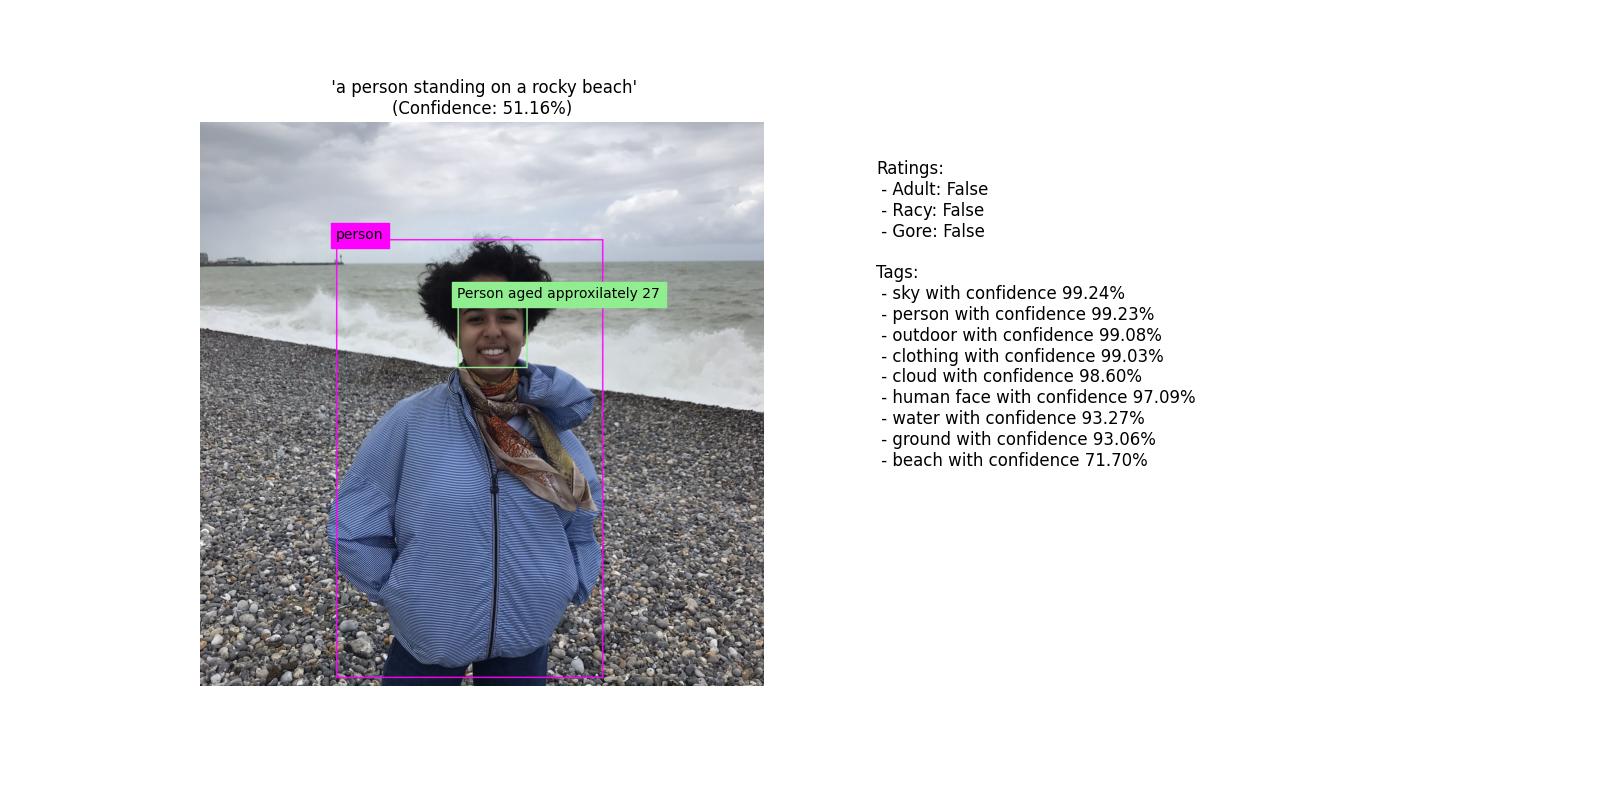 'a person standing on a rocky beach'
(Confidence: 51.16%)
person
Person aged approxilately 27
Ratings:
- Adult: False
- Racy: False
- Gore: False
Tags:
- sky with confidence 99.24%
- person with confidence 99.23%
- outdoor with confidence 99.08%
- clothing with confidence 99.03%
- cloud with confidence 98.60%
- human face with confidence 97.09%
- water with confidence 93.27%
- ground with confidence 93.06%
- beach with confidence 71.70%